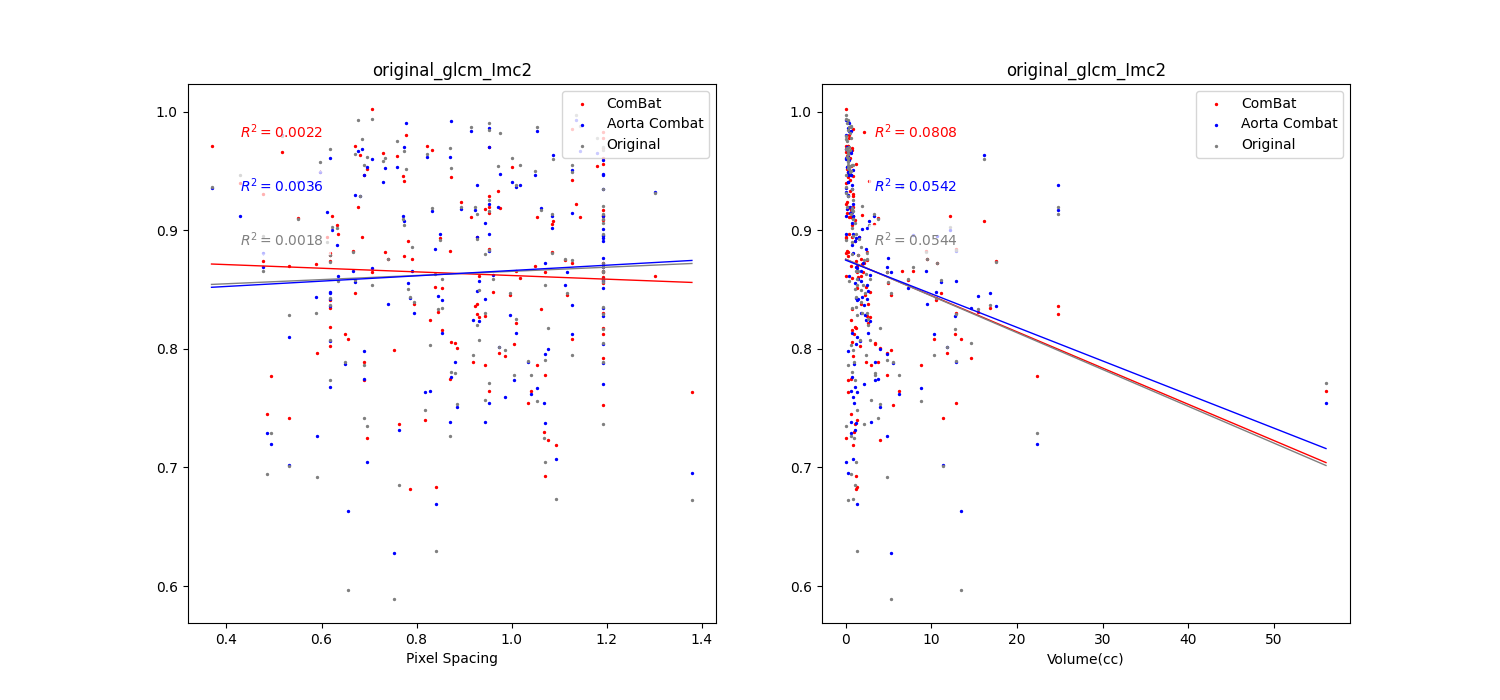 original_glcm_Imc2
ComBat
Aorta Combat
Original
R² = 0.0022
R² = 0.0036
R² = 0.0018
1.0
0.9
0.8
0.7
0.6
0.4 0.6 0.8 1.0 1.2 1.4
Pixel Spacing
original_glcm_Imc2
ComBat
Aorta Combat
Original
R² = 0.0808
R² = 0.0542
R² = 0.0544
1.0
0.9
0.8
0.7
0.6
0 10 20 30 40 50
Volume(cc)